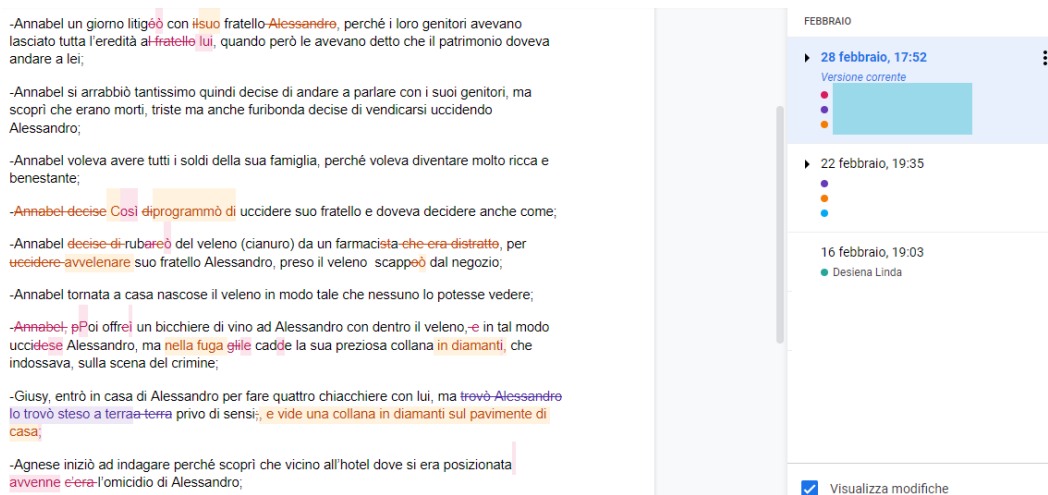 -Annabel un giorno litigéò con ilsuo fratello Alessandro, perché i loro genitori avevano
lasciato tutta l'eredità al fratello lui, quando però le avevano detto che il patrimonio doveva
andare a lei;
-Annabel si arrabbiò tantissimo quindi decise di andare a parlare con i suoi genitori, ma
scoprì che erano morti, triste ma anche furibonda decise di vendicarsi uccidendo
Alessandro;
-Annabel voleva avere tutti i soldi della sua famiglia, perché voleva diventare molto ricca e
benestante;
-Annabel decise Così diprogrammò di uccidere suo fratello e doveva decidere anche come;
-Annabel decise di rubareò del veleno (cianuro) da un farmacista che era distratto, per
uccidere avvelenare suo fratello Alessandro, preso il veleno scappoò dal negozio;
-Annabel tornata a casa nascose il veleno in modo tale che nessuno lo potesse vedere;
-Annabel, pPoi offreì un bicchiere di vino ad Alessandro con dentro il veleno, e in tal modo
uccidese Alessandro, ma nella fuga glile cadde la sua preziosa collana in diamanti, che
indossava, sulla scena del crimine;
-Giusy, entrò in casa di Alessandro per fare quattro chiacchiere con lui, ma trovò Alessandro
lo trovò steso a terraa terra privo di sensi;, e vide una collana in diamanti sul pavimento di
casa;
-Agnese iniziò ad indagare perché scoprì che vicino all'hotel dove si era posizionata
avvenne c'era l'omicidio di Alessandro;
FEBBRAIO
28 febbraio, 17:52
Versione corrente
22 febbraio, 19:35
16 febbraio, 19:03
Desiena Linda
Visualizza modifiche